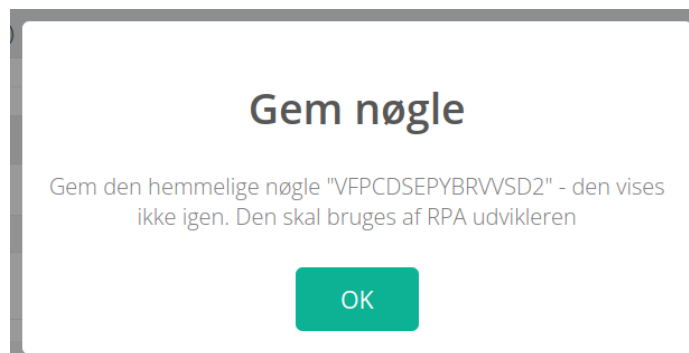 Gem nøgle
Gem den hemmelige nøgle "VFPCDSEPYBRVVSD2" - den vises
ikke igen. Den skal bruges af RPA udvikleren
OK